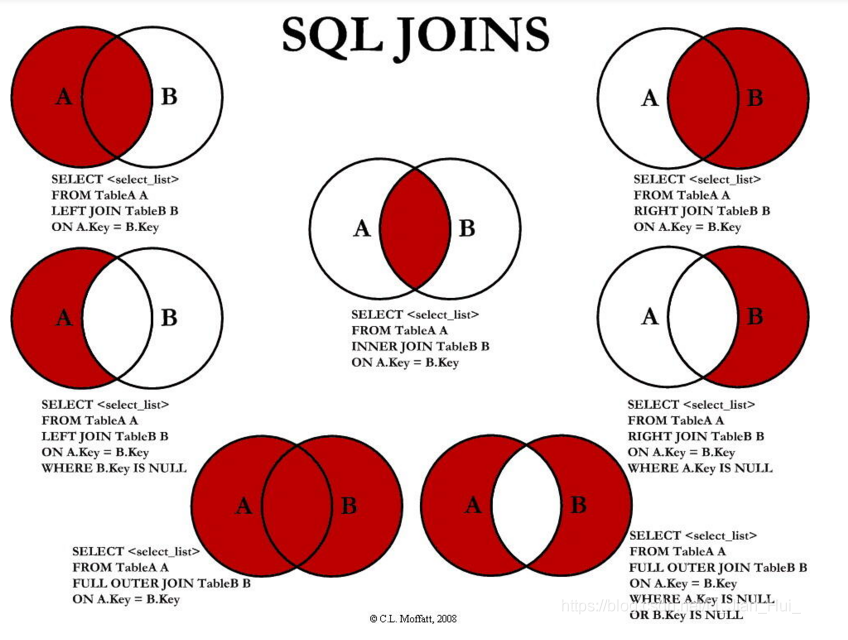 SQL JOINS
A B
SELECT <select_list>
FROM TableA A
LEFT JOIN TableB B
ON A.Key = B.Key
A B
SELECT <select_list>
FROM TableA A
RIGHT JOIN TableB B
ON A.Key = B.Key
A B
SELECT <select_list>
FROM TableA A
INNER JOIN TableB B
ON A.Key = B.Key
A B
SELECT <select_list>
FROM TableA A
LEFT JOIN TableB B
ON A.Key = B.Key
WHERE B.Key IS NULL
A B
SELECT <select_list>
FROM TableA A
RIGHT JOIN TableB B
ON A.Key = B.Key
WHERE A.Key IS NULL
A B
SELECT <select_list>
FROM TableA A
FULL OUTER JOIN TableB B
ON A.Key = B.Key
A B
SELECT <select_list>
FROM TableA A
FULL OUTER JOIN TableB B
ON A.Key = B.Key
WHERE A.Key IS NULL
OR B.Key IS NULL
© C.L. Moffatt, 2008